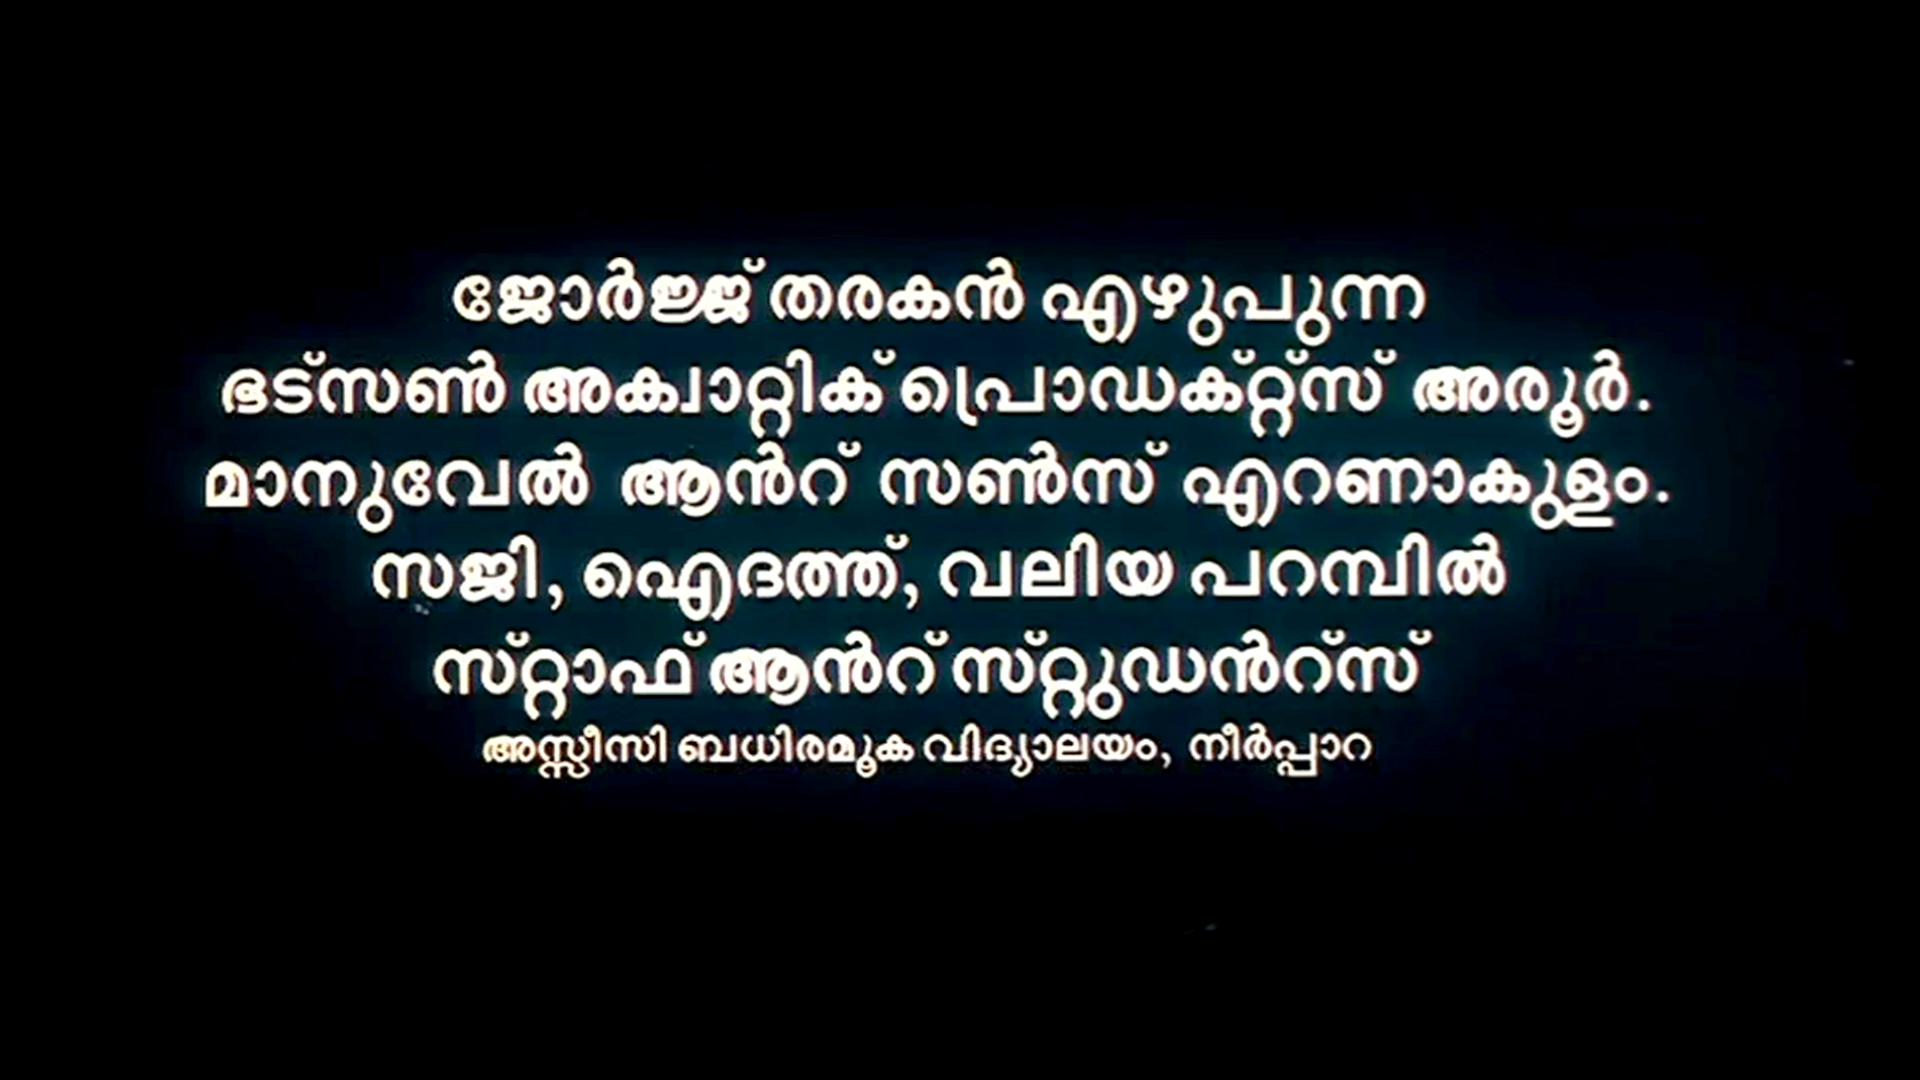 ജോർജ്ജ് തരകൻ എഴുപുന്ന
ഭട്സൺ അക്വാറ്റിക് പ്രൊഡക്റ്റ്സ് അരൂർ.
മാനുവേൽ ആൻറ് സൺസ് എറണാകുളം.
സജി, ഐദത്ത്, വലിയ പറമ്പിൽ
സ്റ്റാഫ് ആൻറ് സ്റ്റുഡൻറ്സ്
അസ്സീസി ബധിരമൂക വിദ്യാലയം, നീർപ്പാറ